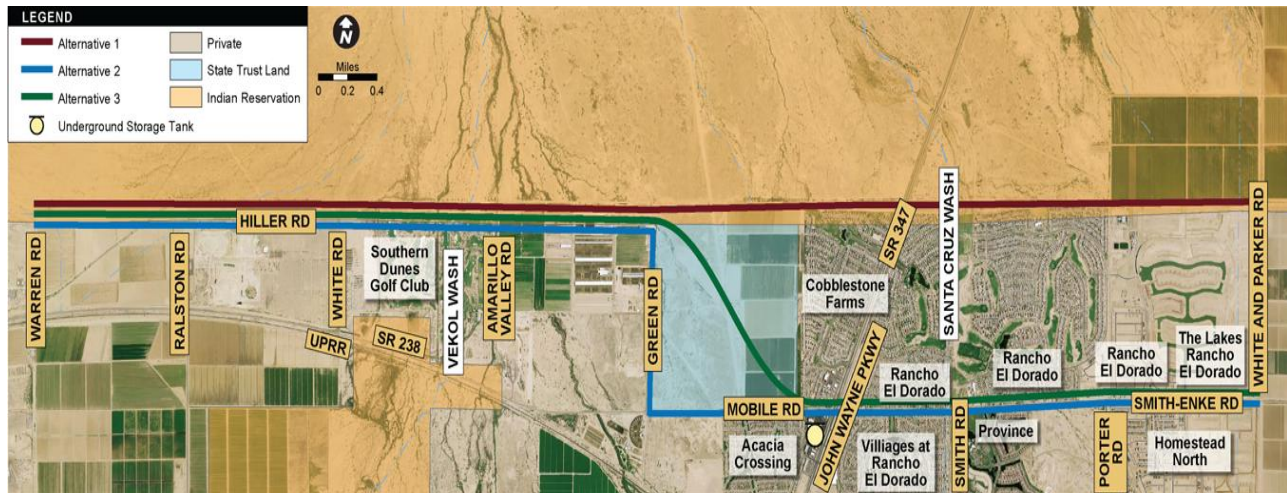 LEGEND
Alternative 1
Alternative 2
Alternative 3
Underground Storage Tank
Private
State Trust Land
Indian Reservation
N
Miles
0 0.2 0.4
HILLER RD
WARREN RD
RALSTON RD
WHITE RD
Southern
Dunes
Golf Club
VEKOL WASH
AMARILLO
VALLEY RD
UPRR
SR 238
GREEN RD
Cobblestone
Farms
SR 347
SANTA CRUZ WASH
WHITE AND PARKER RD
Rancho
El Dorado
Rancho
El Dorado
Rancho
El Dorado
The Lakes
Rancho
El Dorado
MOBILE RD
SMITH-ENKE RD
Acacia
Crossing
JOHN WAYNE PKWY
Villiages at
Rancho
El Dorado
SMITH RD
Province
PORTER
RD
Homestead
North